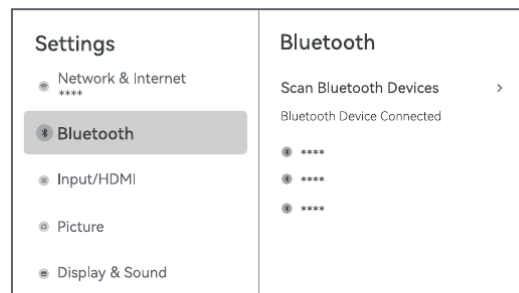 Settings
Network & Internet
****
Bluetooth
Input/HDMI
Picture
Display & Sound
Bluetooth
Scan Bluetooth Devices >
Bluetooth Device Connected
****
****
****